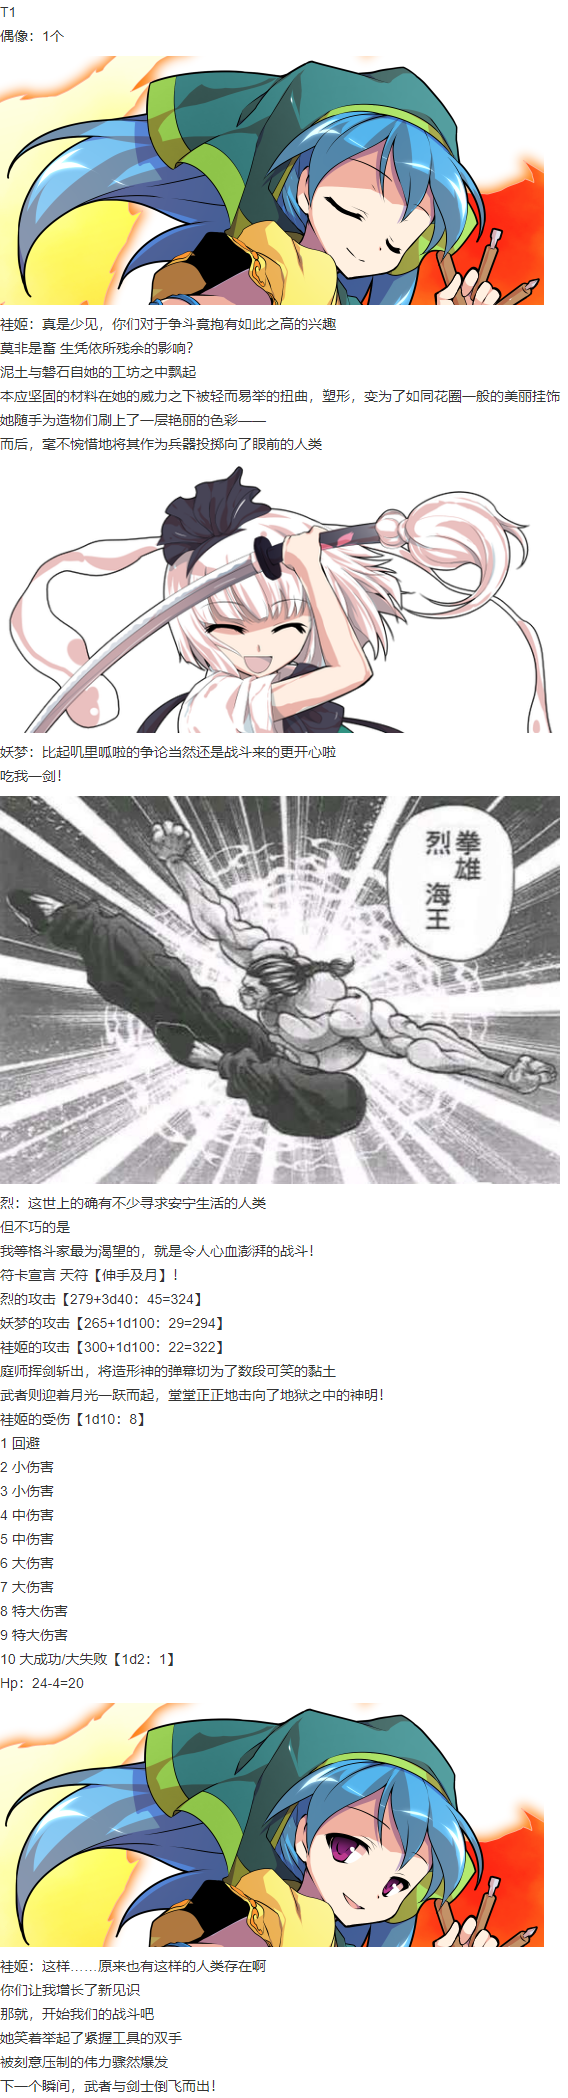 T1
偶像：1个
袿姬：真是少见，你们对于争斗竟抱有如此之高的兴趣
莫非是畜 生凭依所残余的影响？
泥土与磐石自她的工坊之中飘起
本应坚固的材料在她的威力之下被轻而易举的扭曲，塑形，变为了如同花圈一般的美丽挂饰
她随手为造物们刷上了一层艳丽的色彩——
而后，毫不惋惜地将其作为兵器投掷向了眼前的人类
妖梦：比起叽里呱啦的争论当然还是战斗来的更开心啦
吃我一剑！
拳雄
烈 海王
烈：这世上的确有不少寻求安宁生活的人类
但不巧的是
我等格斗家最为渴望的，就是令人心血澎湃的战斗！
符卡宣言 天符【伸手及月】！
烈的攻击【279+3d40：45=324】
妖梦的攻击【265+1d100：29=294】
袿姬的攻击【300+1d100：22=322】
庭师挥剑斩出，将造形神的弹幕切为了数段可笑的黏土
武者则迎着月光一跃而起，堂堂正正地击向了地狱之中的神明！
袿姬的受伤【1d10：8】
1 回避
2 小伤害
3 小伤害
4 中伤害
5 中伤害
6 大伤害
7 大伤害
8 特大伤害
9 特大伤害
10 大成功/大失败【1d2：1】
Hp：24-4=20
袿姬：这样……原来也有这样的人类存在啊
你们让我增长了新见识
那就，开始我们的战斗吧
她笑着举起了紧握工具的双手
被刻意压制的伟力骤然爆发
下一个瞬间，武者与剑士倒飞而出！